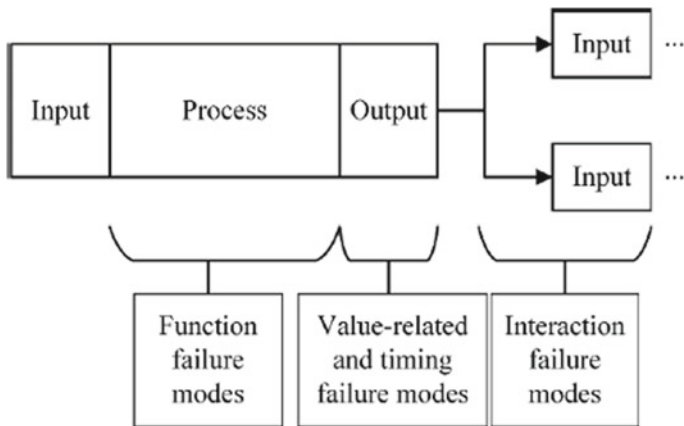 Input
Process
Output
Input
...
Input
...
Function
failure
modes
Value-related
and timing
failure modes
Interaction
failure
modes